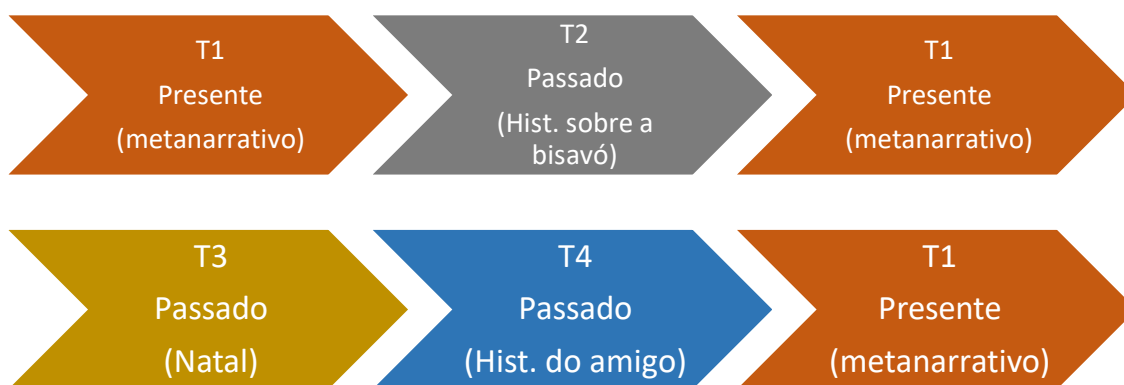 T1
Presente
(metanarrativo)
T2
Passado
(Hist. sobre a
bisavó)
T1
Presente
(metanarrativo)
T3
Passado
(Natal)
T4
Passado
(Hist. do amigo)
T1
Presente
(metanarrativo)